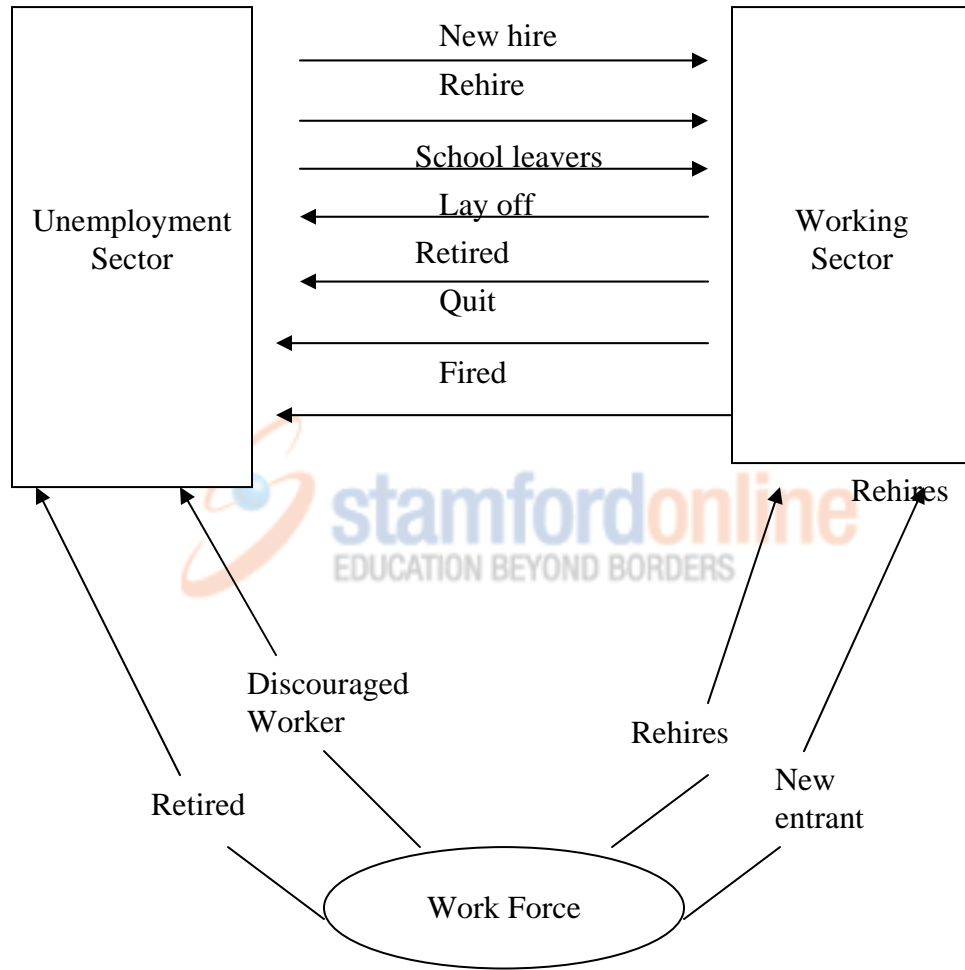 New hire
Rehire
School leavers
Lay off
Unemployment
Sector
Working
Sector
Retired
Quit
Fired
stamfordonline
EDUCATION BEYOND BORDERS
Rehires
Discouraged
Worker
Rehires
New
entrant
Retired
Work Force